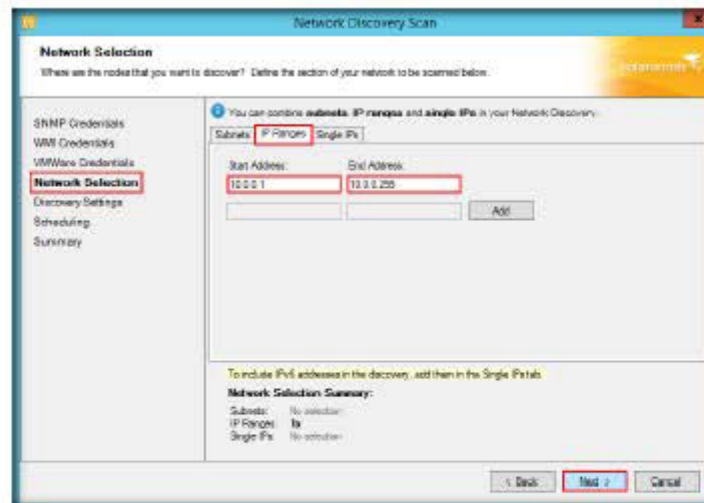 Network Discovery Scan
Network Selection
Where are the nodes that you want to discover? Define the section of your network to be scanned below.
solarwinds
SNMP Credentials
WMI Credentials
VMWare Credentials
Network Selection
Discovery Settings
Scheduling
Summary
You can combine subnets, IP ranges and single IPs in your Network Discovery.
Subnets IP Ranges Single IPs
Start Address: End Address:
10.0.0.1 10.0.0.255
Add
To include IPv6 addresses in the discovery, add them in the Single IPs tab.
Network Selection Summary:
Subnets: No selection
IP Ranges: 1x
Single IPs: No selection
< Back Next > Cancel